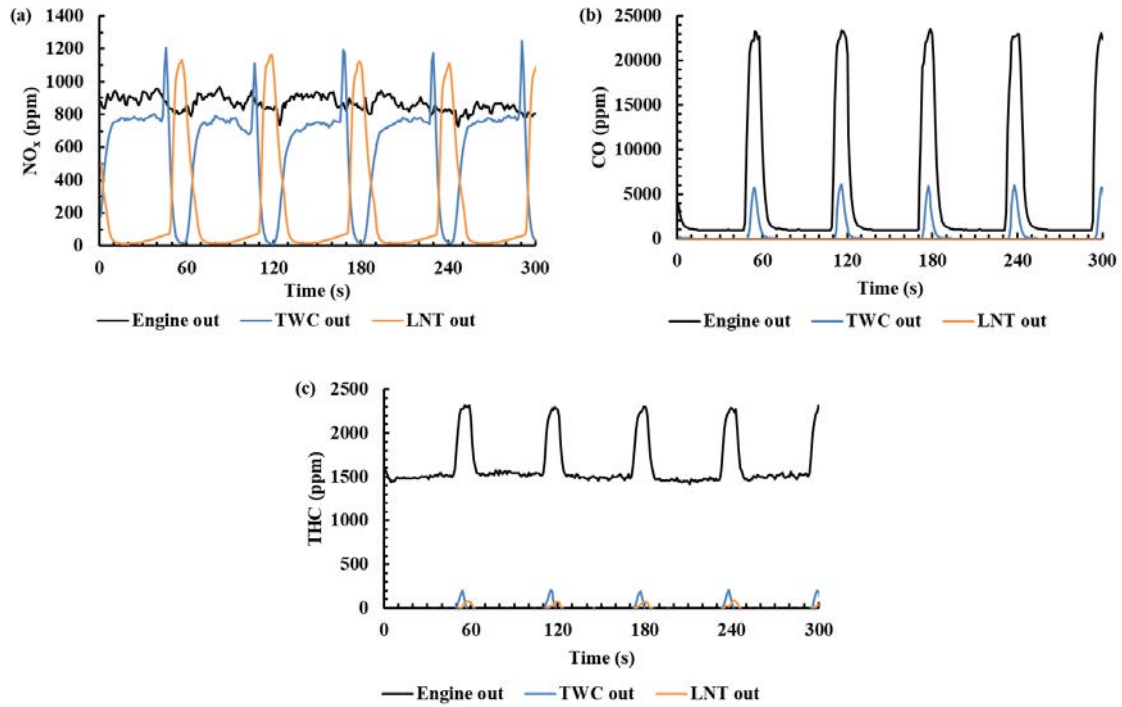 (a)
1400
1200
1000
800
600
400
200
0
NOx (ppm)
0 60 120 180 240 300
Time (s)
Engine out TWC out LNT out
(b)
25000
20000
15000
10000
5000
0
CO (ppm)
0 60 120 180 240 300
Time (s)
Engine out TWC out LNT out
(c)
2500
2000
1500
1000
500
0
THC (ppm)
0 60 120 180 240 300
Time (s)
Engine out TWC out LNT out